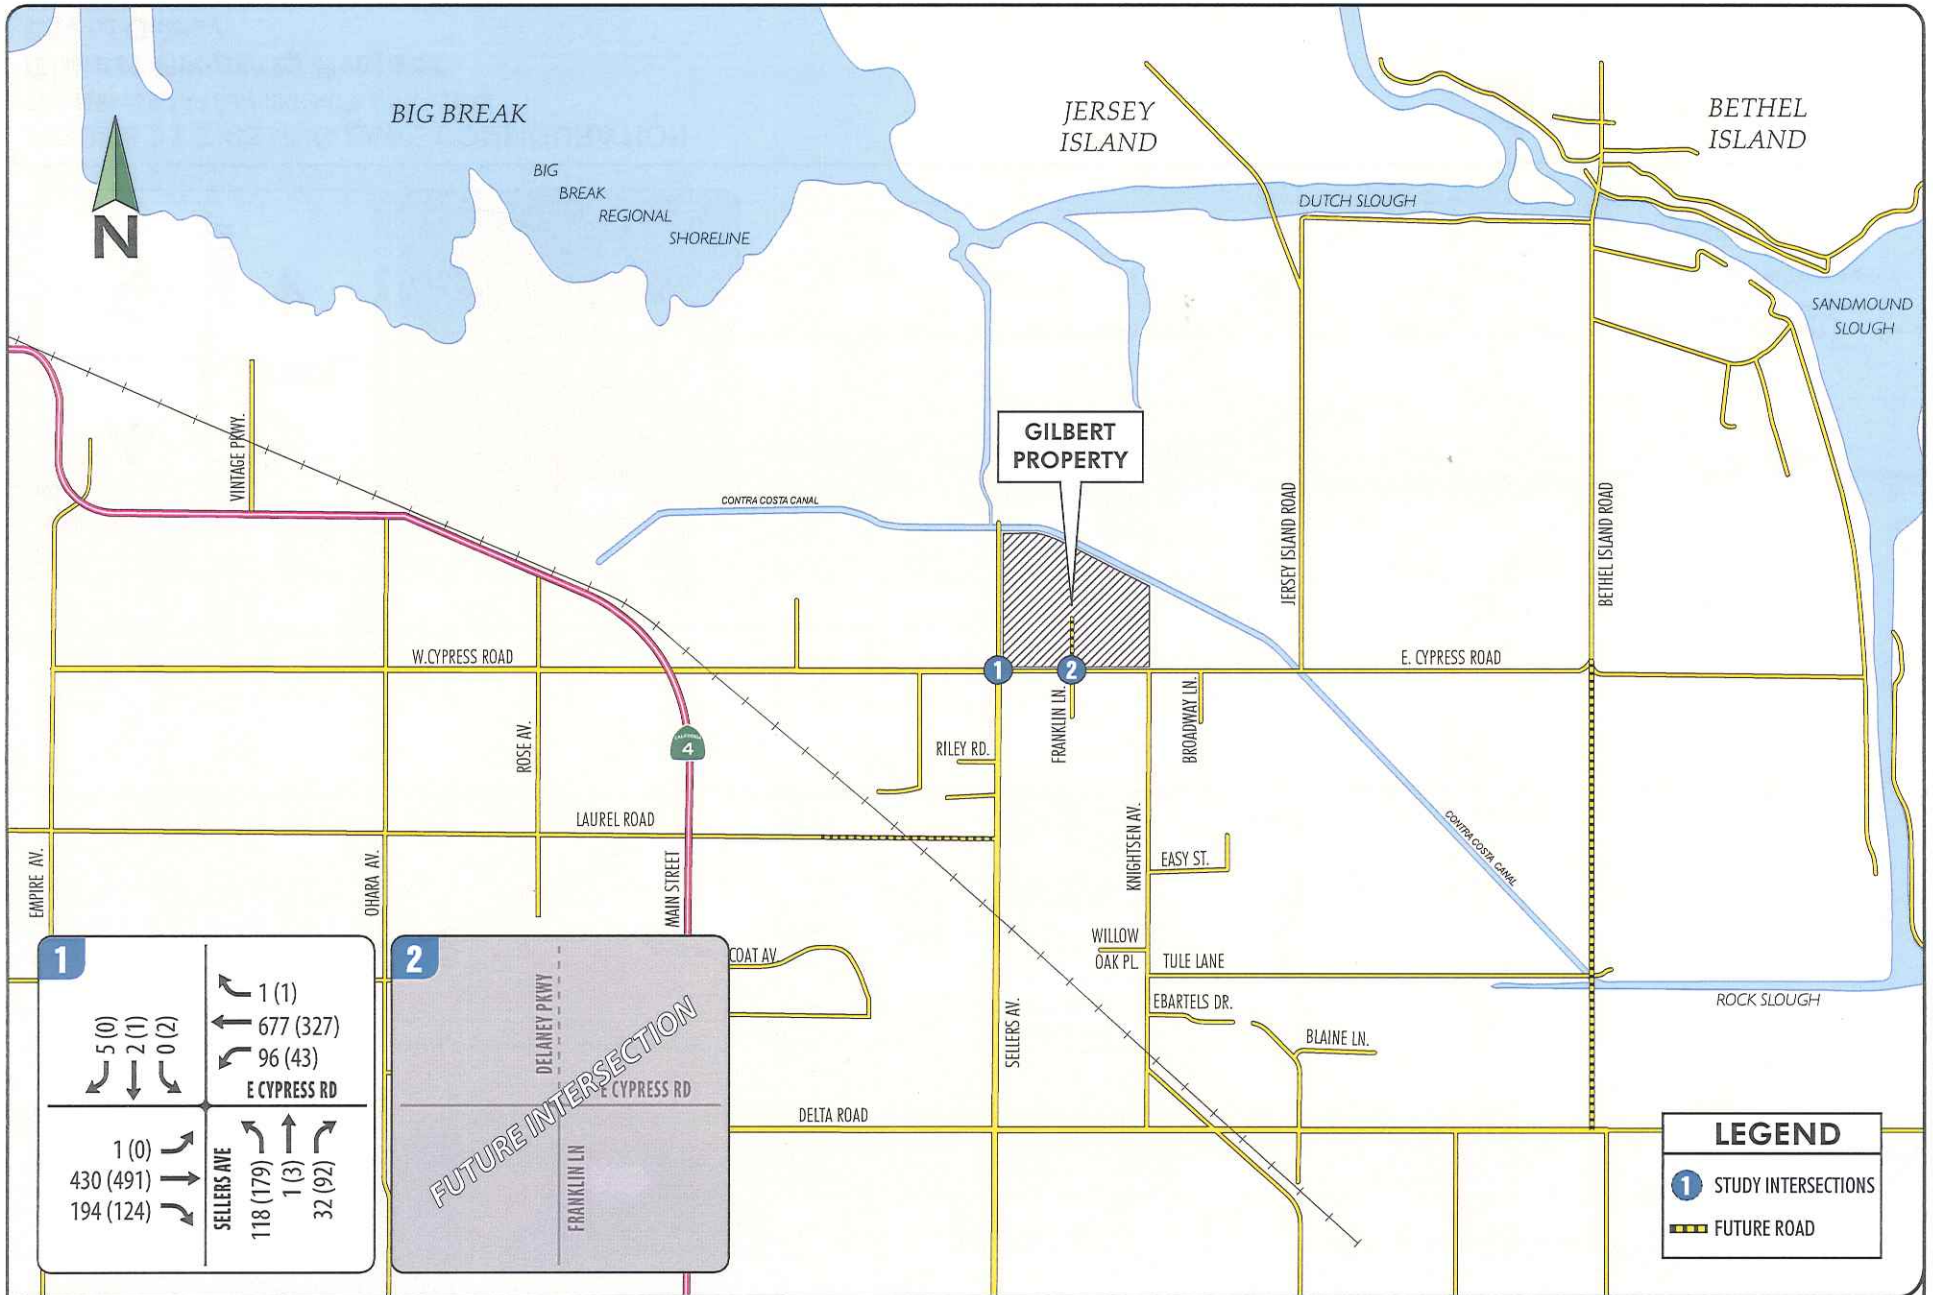 BIG BREAK
BIG
BREAK
REGIONAL
SHORELINE
JERSEY
ISLAND
BETHEL
ISLAND
DUTCH SLOUGH
SANDMOUND
SLOUGH
N
VINTAGE PKWY.
CONTRA COSTA CANAL
GILBERT
PROPERTY
JERSEY ISLAND ROAD
BETHEL ISLAND ROAD
W.CYPRESS ROAD
E. CYPRESS ROAD
1
2
ROSE AV.
CALIFORNIA
4
RILEY RD.
FRANKLIN LN.
BROADWAY LN.
LAUREL ROAD
EMPIRE AV.
OHARA AV.
MAIN STREET
KNIGHTSEN AV.
EASY ST.
CONTRA COSTA CANAL
COAT AV
WILLOW
OAK PL.
TULE LANE
EBARTELS DR.
BLAINE LN.
ROCK SLOUGH
SELLERS AV.
DELTA ROAD
1
5 (0)
2 (1)
0 (2)
1 (1)
677 (327)
96 (43)
E CYPRESS RD
1 (0)
430 (491)
194 (124)
SELLERS AVE
118 (179)
1 (3)
32 (92)
2
DELANEY PKWY
E CYPRESS RD
FUTURE INTERSECTION
FRANKLIN LN
LEGEND
1 STUDY INTERSECTIONS
FUTURE ROAD